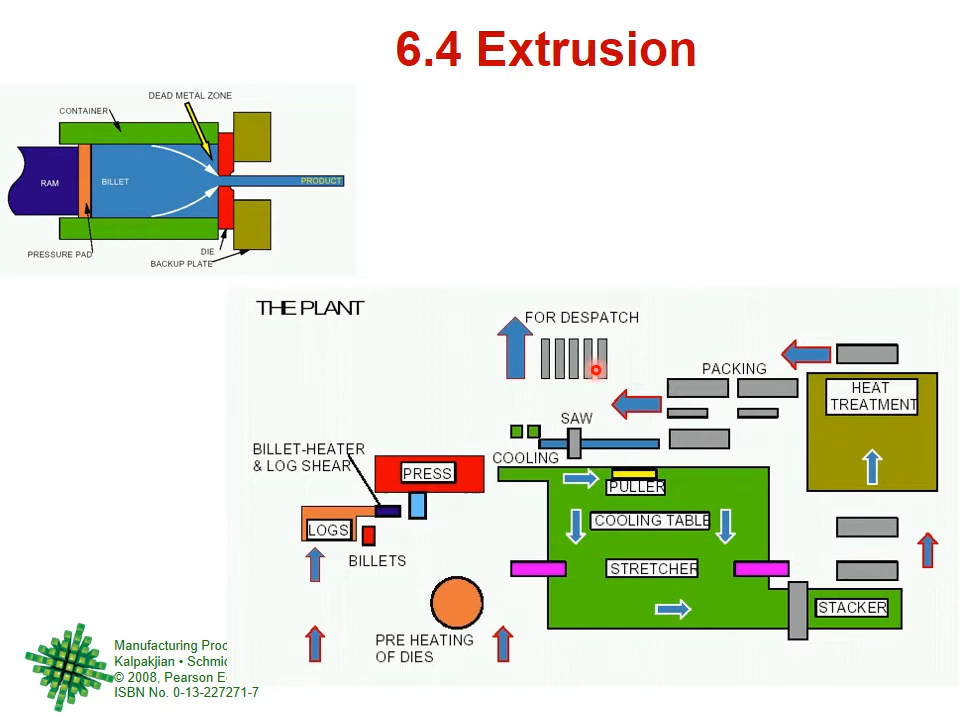 6.4 Extrusion
DEAD METAL ZONE
CONTAINER
RAM
BILLET
PRODUCT
PRESSURE PAD
DIE
BACKUP PLATE
THE PLANT
FOR DESPATCH
PACKING
HEAT
TREATMENT
SAW
COOLING
BILLET-HEATER
& LOG SHEAR
PRESS
PULLER
LOGS
COOLING TABLE
BILLETS
STRETCHER
STACKER
PRE HEATING
OF DIES
Manufacturing Proc
Kalpakjian • Schmid
© 2008, Pearson E
ISBN No. 0-13-227271-7